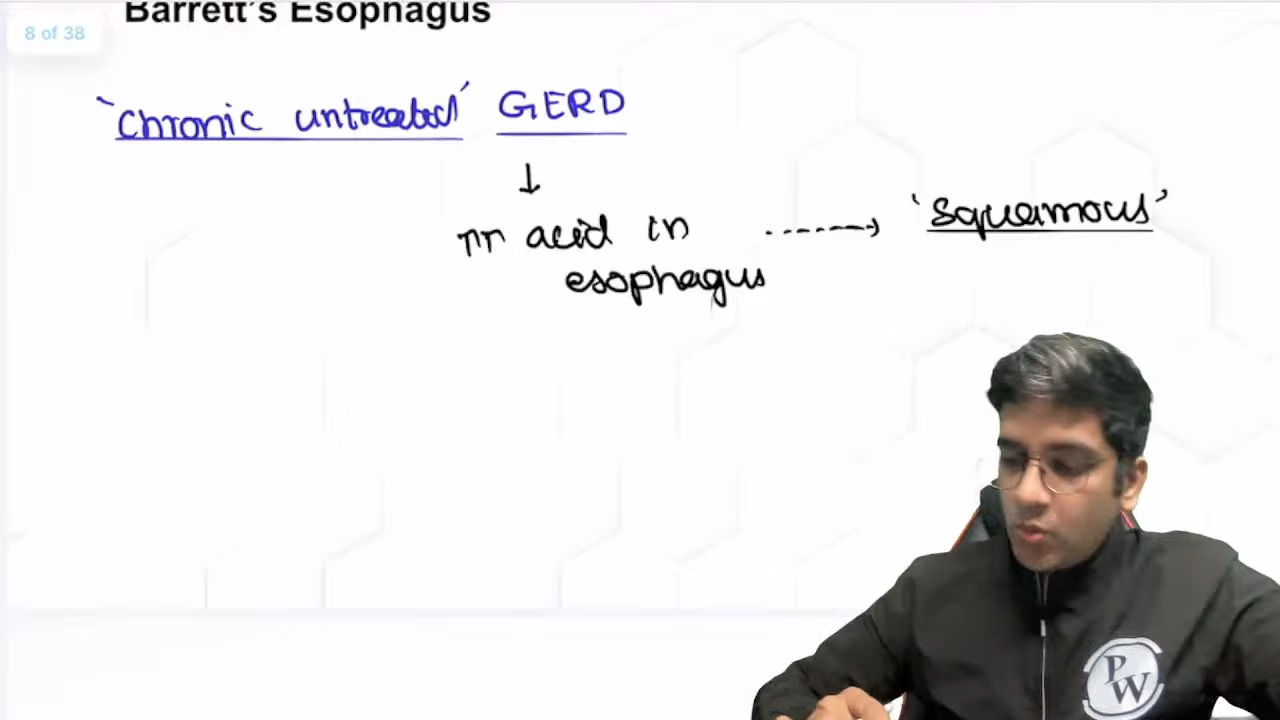 Barrett's Esophagus
8 of 38
'Chronic untreated' GERD
↓
↑↑ acid in
esophagus
--------> 'Squamous'
PW